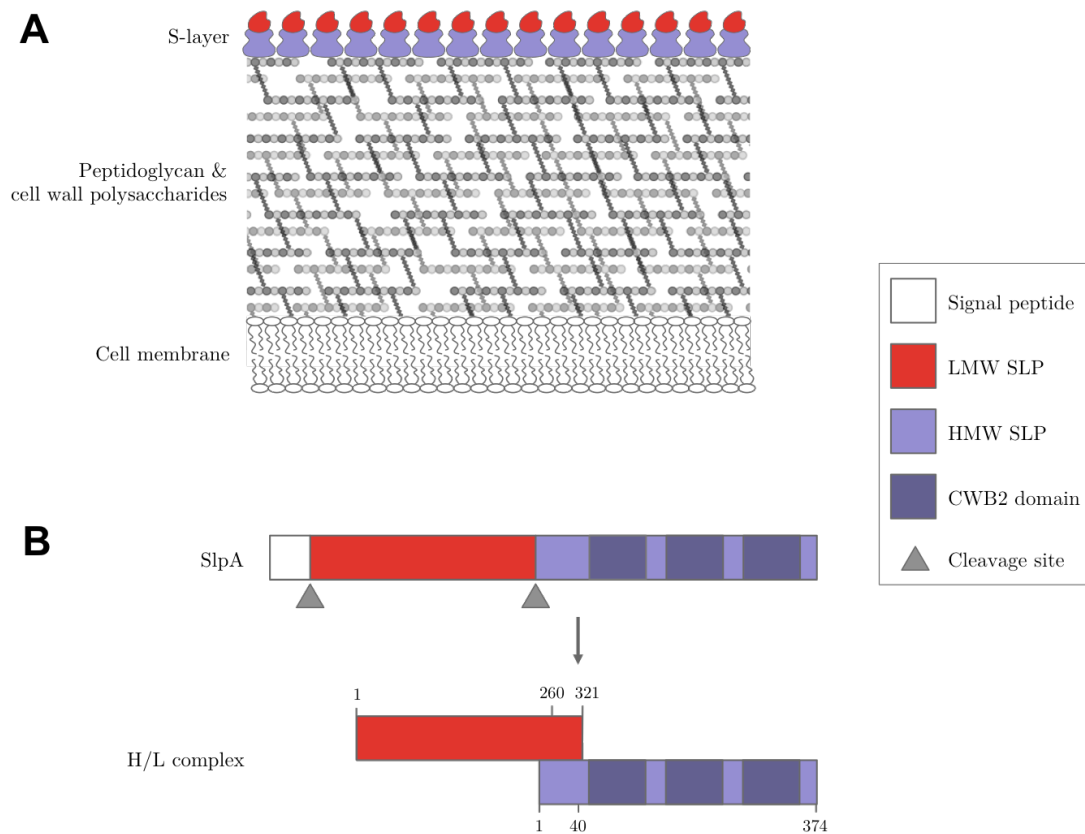 A
S-layer
Peptidoglycan &
cell wall polysaccharides
Cell membrane
Signal peptide
LMW SLP
HMW SLP
CWB2 domain
Cleavage site
B
SlpA
1
260
321
H/L complex
1
40
374